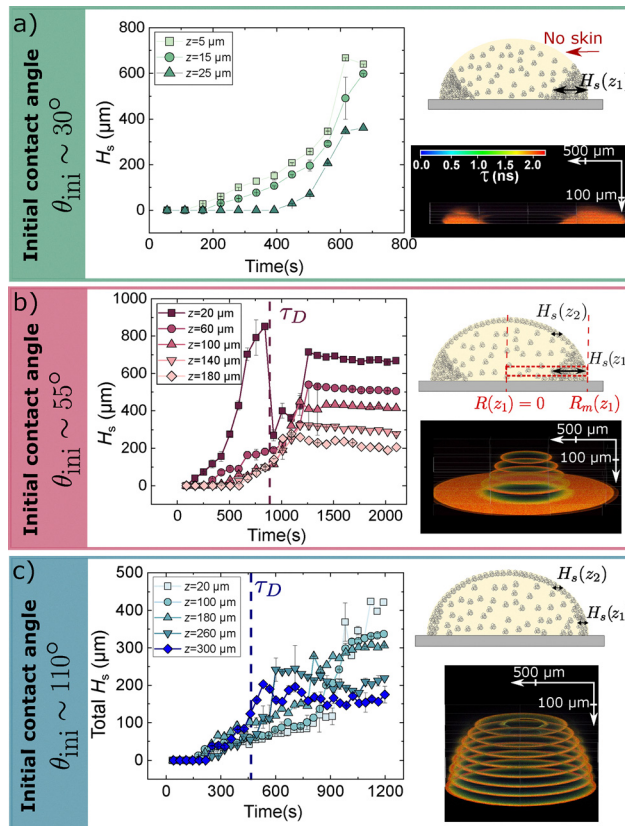 a)
Initial contact angle
θini ∼ 30°
Hs (μm)
800
600
400
200
0
z=5 μm
z=15 μm
z=25 μm
0 200 400 600 800
Time(s)
No skin
Hs(z1)
0.0 0.5 1.0 1.5 2.0
τ (ns)
500 μm
100 μm
b)
Initial contact angle
θini ∼ 55°
Hs (μm)
1000
800
600
400
200
0
z=20 μm
z=60 μm
z=100 μm
z=140 μm
z=180 μm
τD
0 500 1000 1500 2000
Time(s)
Hs(z2)
Hs(z1
R(z1) = 0 Rm(z1)
500 μm
100 μm
c)
Initial contact angle
θini ∼ 110°
Total Hs (μm)
500
400
300
200
100
0
z=20 μm
z=100 μm
z=180 μm
z=260 μm
z=300 μm
τD
0 300 600 900 1200
Time(s)
Hs(z2)
Hs(z1
500 μm
100 μm